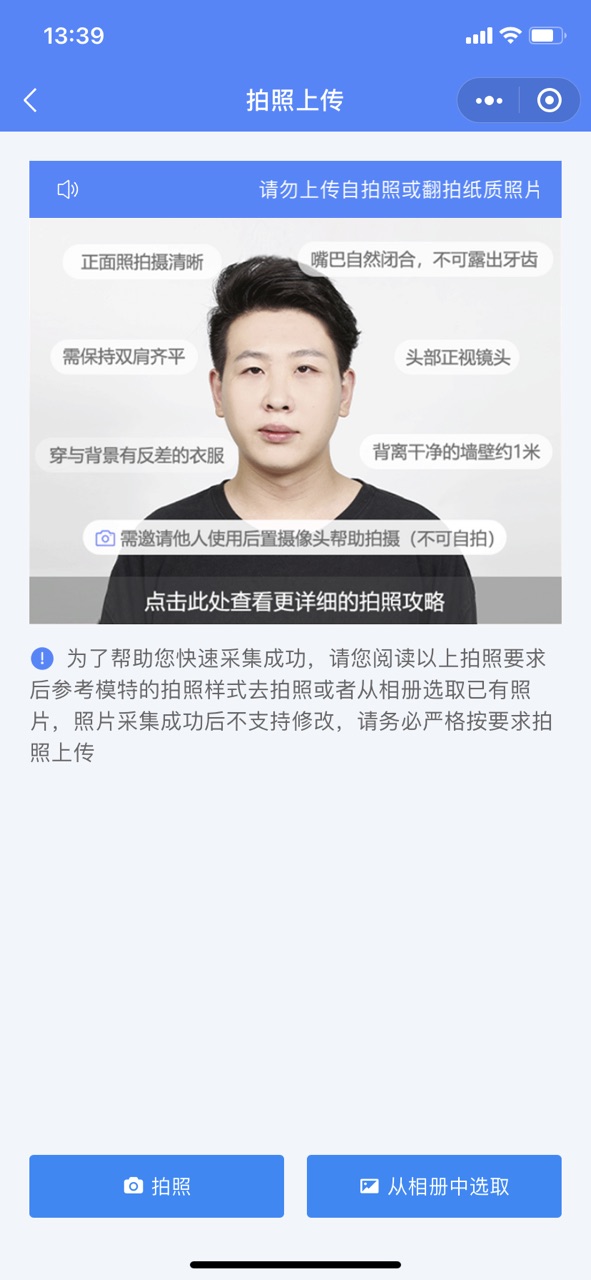 13:39
拍照上传
请勿上传自拍照或翻拍纸质照片
正面照拍摄清晰
嘴巴自然闭合，不可露出牙齿
需保持双肩齐平
头部正视镜头
穿与背景有反差的衣服
背离干净的墙壁约1米
需邀请他人使用后置摄像头帮助拍摄（不可自拍）
点击此处查看更详细的拍照攻略
为了帮助您快速采集成功，请您阅读以上拍照要求
后参考模特的拍照样式去拍照或者从相册选取已有照
片，照片采集成功后不支持修改，请务必严格按要求拍
照上传
拍照
从相册中选取